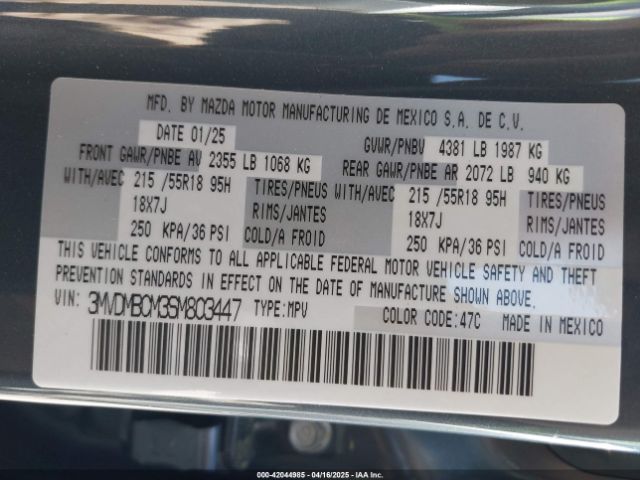 MFD. BY MAZDA MOTOR MANUFACTURING DE MEXICO S.A. DE C.V.
DATE 01/25 GVWR/PNBV 4381 LB 1987 KG
FRONT GAWR/PNBE AV 2355 LB 1068 KG REAR GAWR/PNBE AR 2072 LB 940 KG
WITH/AVEC 215 /55R18 95H TIRES/PNEUS WITH/AVEC 215 /55R18 95H TIRES/PNEUS
18X7J RIMS/JANTES 18X7J RIMS/JANTES
250 KPA/36 PSI COLD/A FROID 250 KPA/36 PSI COLD/A FROID
THIS VEHICLE CONFORMS TO ALL APPLICABLE FEDERAL MOTOR VEHICLE SAFETY AND THEFT
PREVENTION STANDARDS IN EFFECT ON THE DATE OF MANUFACTURE SHOWN ABOVE.
VIN: 3MVDMBCM3SM803447 TYPE: MPV COLOR CODE: 47C MADE IN MEXICO
000-42044985 - 04/16/2025 - IAA Inc.